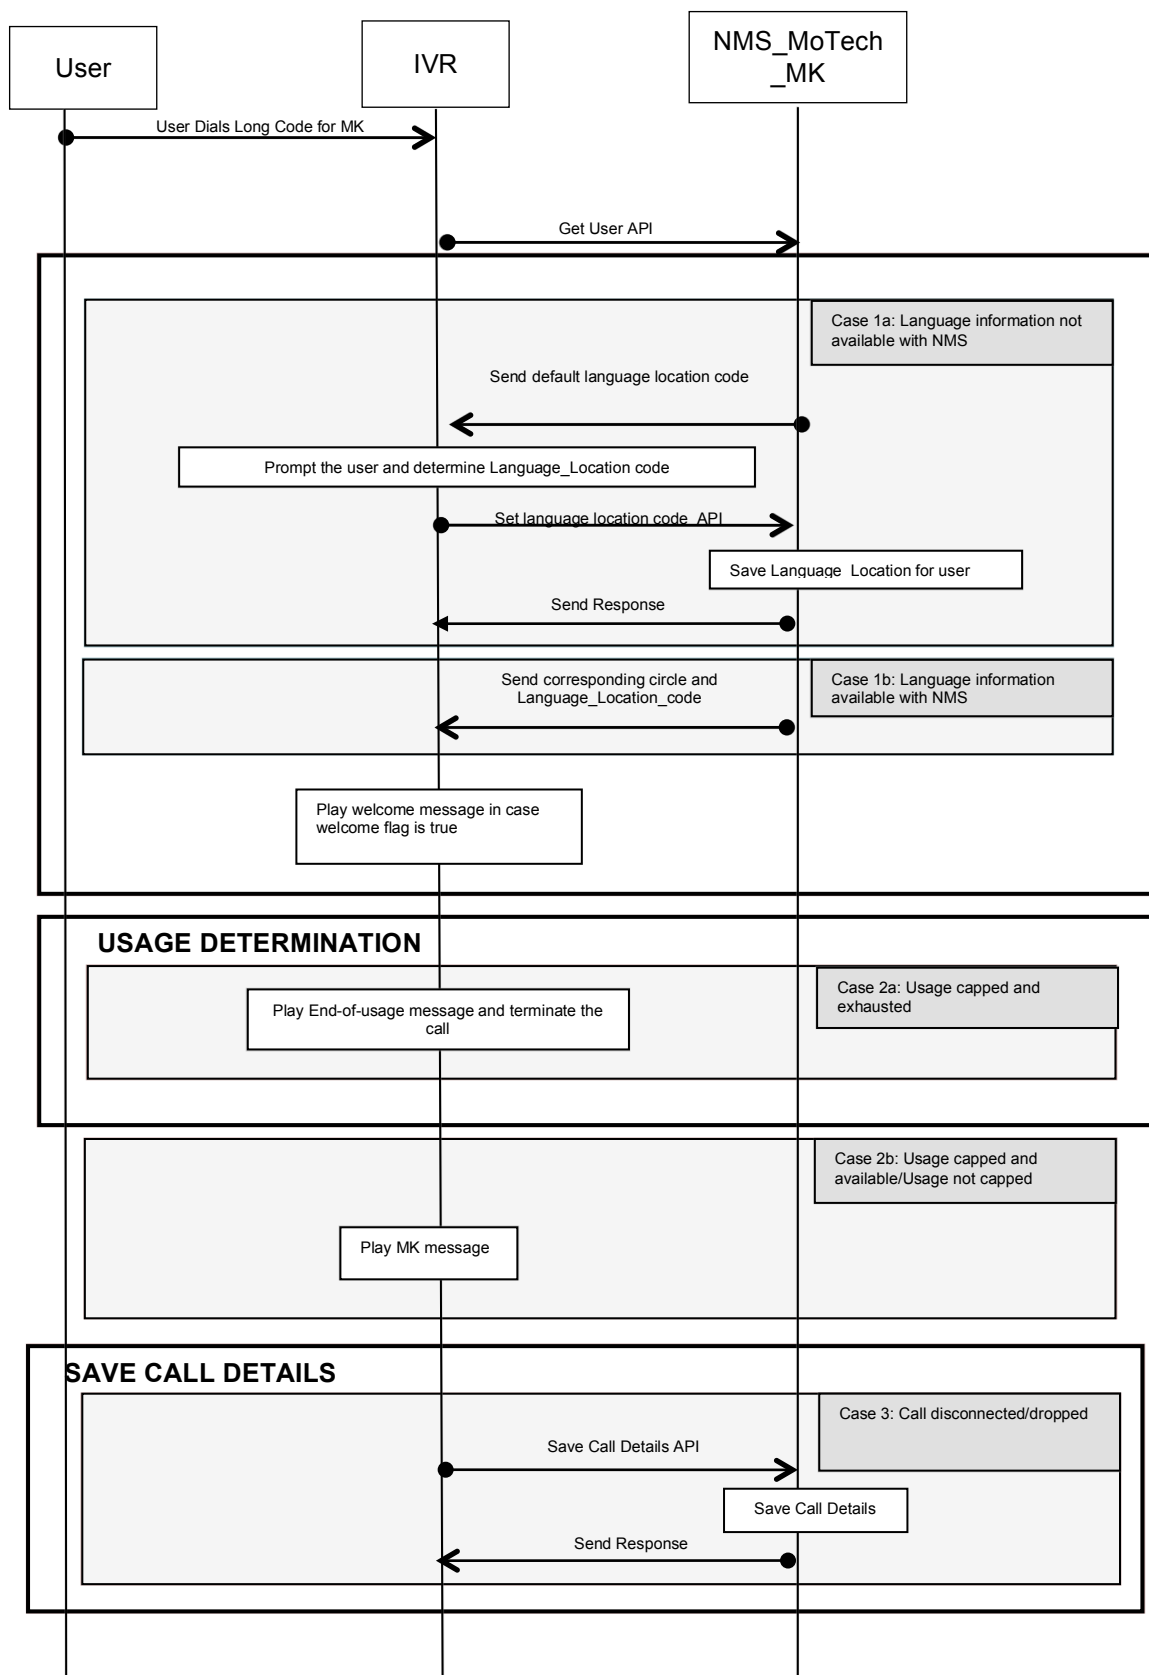 User
IVR
NMS_MoTech
_MK
User Dials Long Code for MK
Get User API
Case 1a: Language information not
available with NMS
Send default language location code
Prompt the user and determine Language_Location code
Set language location code_API
Save Language_Location for user
Send Response
Send corresponding circle and
Language_Location_code
Case 1b: Language information
available with NMS
Play welcome message in case
welcome flag is true
USAGE DETERMINATION
Case 2a: Usage capped and
exhausted
Play End-of-usage message and terminate the
call
Case 2b: Usage capped and
available/Usage not capped
Play MK message
SAVE CALL DETAILS
Case 3: Call disconnected/dropped
Save Call Details API
Save Call Details
Send Response